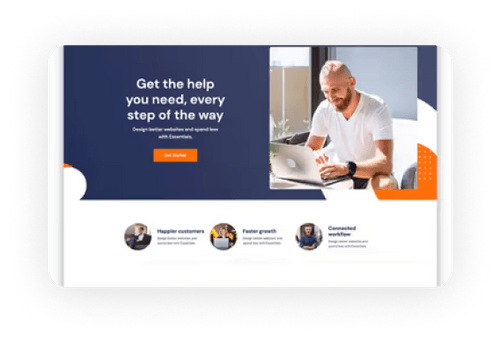 Get the help
you need, every
step of the way
Design better websites and spend less
with Essentials.
Get Started
Happier customers
Design better websites and
spend less with Essentials.
Faster growth
Design better websites and
spend less with Essentials.
Connected
workflow
Design better websites and
spend less with Essentials.